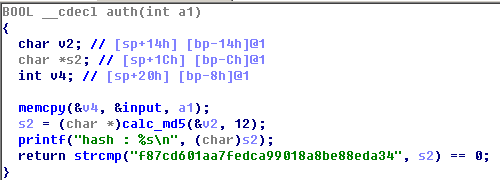 BOOL __cdecl auth(int a1)
{
char v2; // [sp+14h] [bp-14h]@1
char *s2; // [sp+1Ch] [bp-Ch]@1
int v4; // [sp+20h] [bp-8h]@1
memcpy(&v4, &input, a1);
s2 = (char *)calc_md5(&v2, 12);
printf("hash : %s\n", (char)s2);
return strcmp("f87cd601aa7fedca99018a8be88eda34", s2) == 0;
}